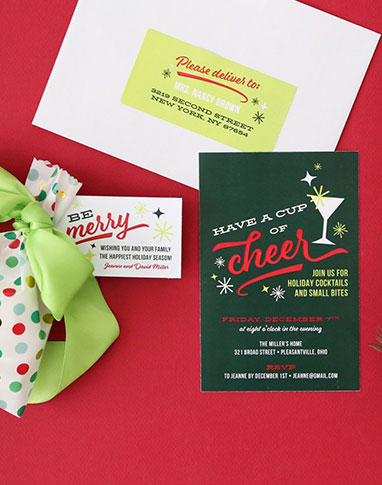 Please deliver to:
MRS. NANCY BROWN
3219 SECOND STREET
NEW YORK, NY 87654
BE
merry
WISHING YOU AND YOUR FAMILY
THE HAPPIEST HOLIDAY SEASON!
Jeanne and David Miller
HAVE A CUP
OF
cheer
JOIN US FOR
HOLIDAY COCKTAILS
AND SMALL BITES
FRIDAY, DECEMBER 7TH
at eight o'clock in the evening
THE MILLER'S HOME
321 BROAD STREET • PLEASANTVILLE, OHIO
RSVP
TO JEANNE BY DECEMBER 1ST • JEANNE@GMAIL.COM